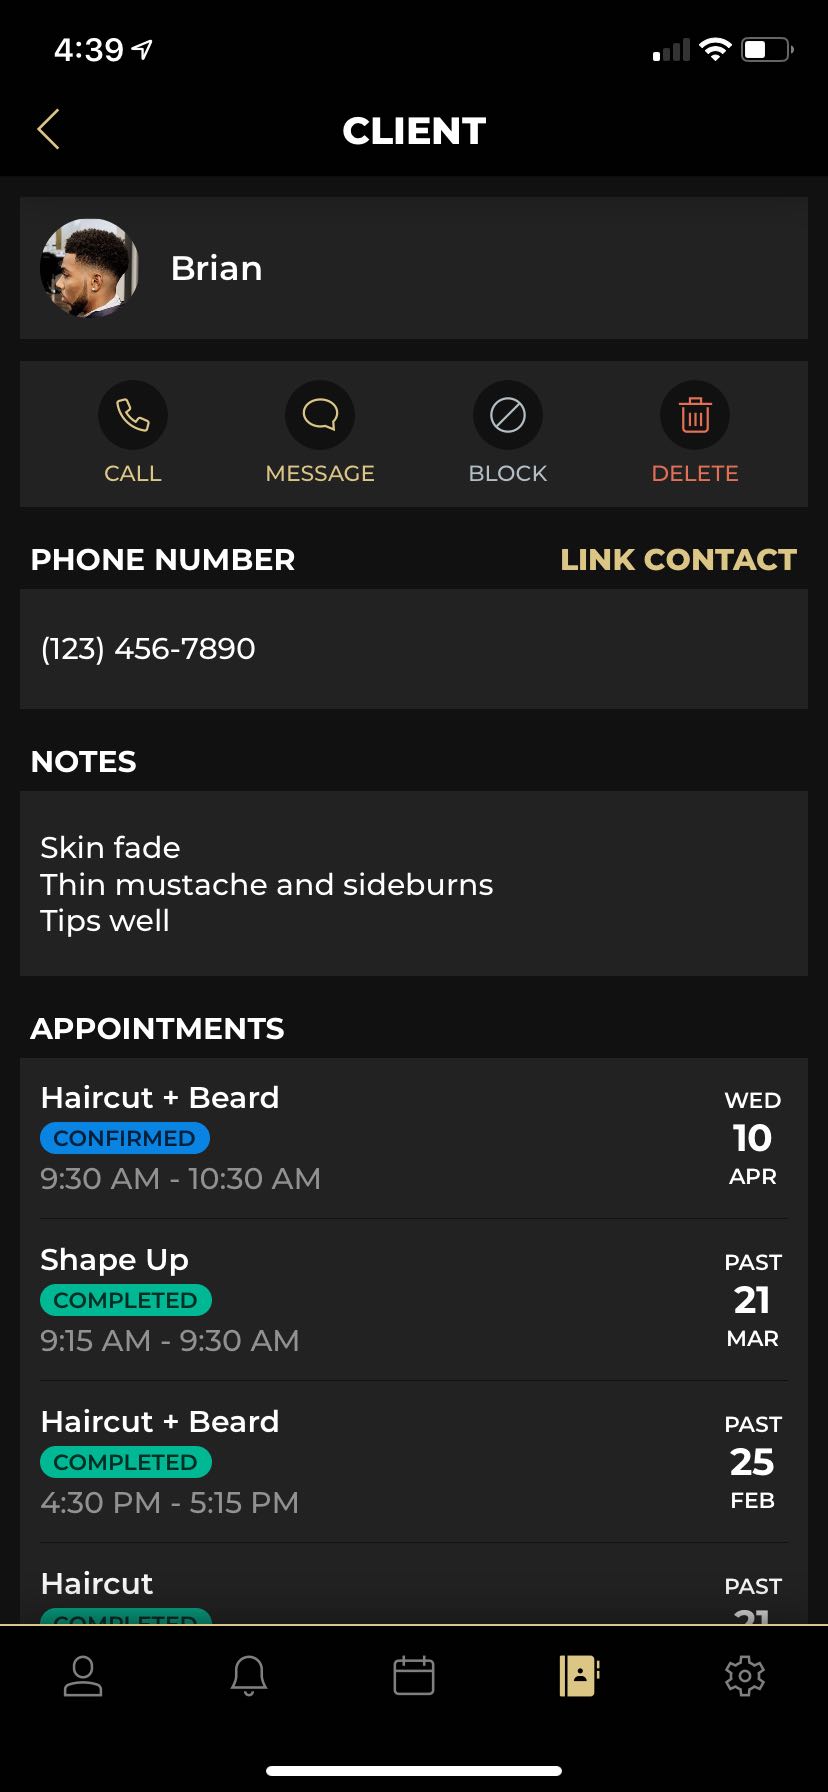 4:39
CLIENT
Brian
CALL
MESSAGE
BLOCK
DELETE
PHONE NUMBER
LINK CONTACT
(123) 456-7890
NOTES
Skin fade
Thin mustache and sideburns
Tips well
APPOINTMENTS
Haircut + Beard
CONFIRMED
9:30 AM - 10:30 AM
WED
10
APR
Shape Up
COMPLETED
9:15 AM - 9:30 AM
PAST
21
MAR
Haircut + Beard
COMPLETED
4:30 PM - 5:15 PM
PAST
25
FEB
Haircut
COMPLETED
PAST
21